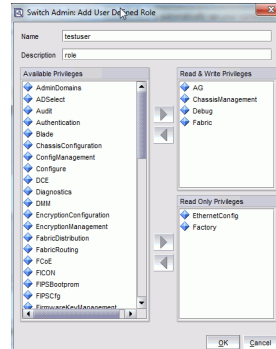 Switch Admin: Add User Defined Role
Name
testuser
Description
role
Available Privileges
AdminDomains
ADSelect
Audit
Authentication
Blade
ChassisConfiguration
ConfigManagement
Configure
DCE
Diagnostics
DMM
EncryptionConfiguration
EncryptionManagement
FabricDistribution
FabricRouting
FCoE
FICON
FIPSBootprom
FIPSCfg
FirmwareKeyManagement
Read & Write Privileges
AG
ChassisManagement
Debug
Fabric
Read Only Privileges
EthernetConfig
Factory
OK
Cancel